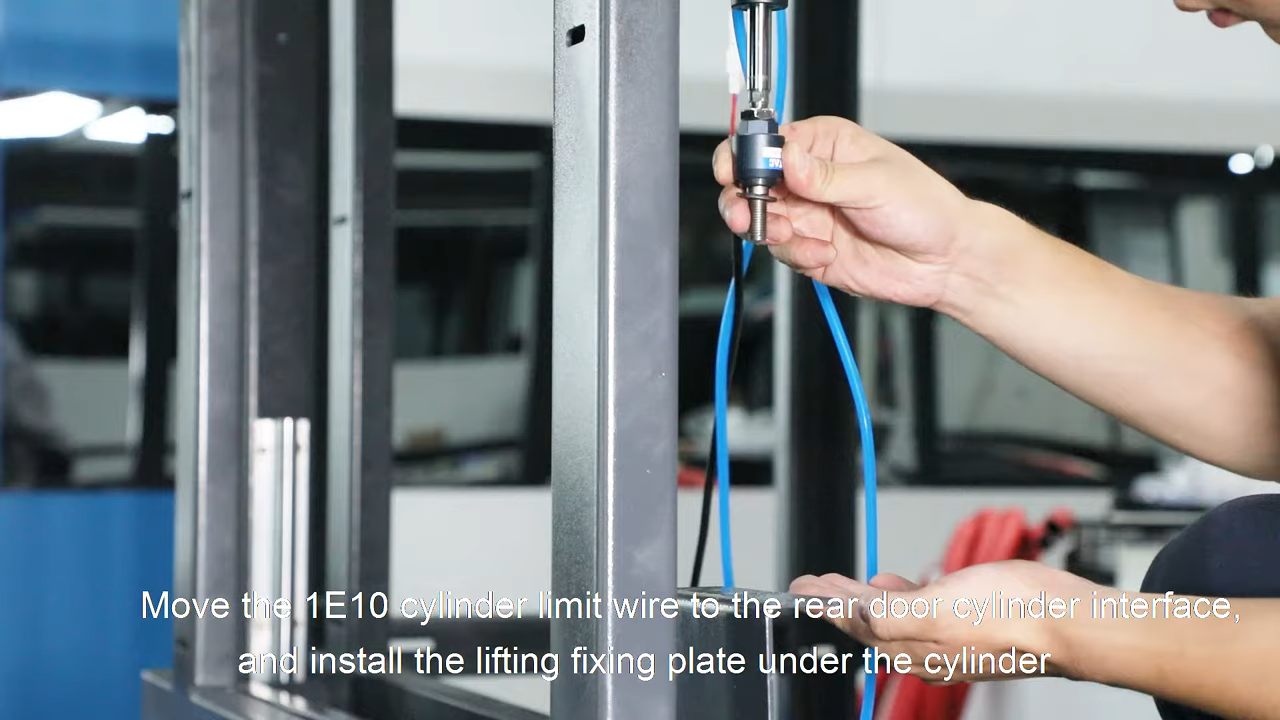 Move the 1E10 cylinder limit wire to the rear door cylinder interface,
and install the lifting fixing plate under the cylinder